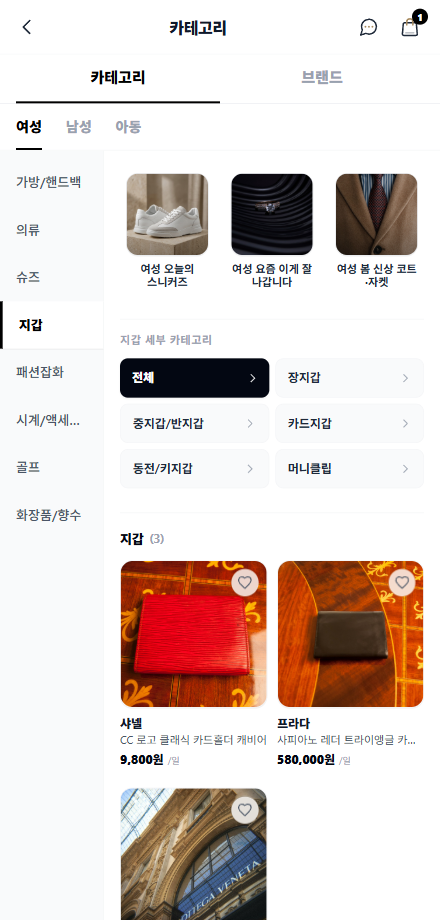 카테고리
1
카테고리
브랜드
여성
남성
아동
가방/핸드백
의류
슈즈
지갑
패션잡화
시계/액세...
골프
화장품/향수
여성 오늘의
스니커즈
여성 요즘 이게 잘
나갑니다
여성 봄 신상 코트
·자켓
지갑 세부 카테고리
전체
장지갑
중지갑/반지갑
카드지갑
동전/키지갑
머니클립
지갑 (3)
샤넬
CC 로고 클래식 카드홀더 캐비어
9,800원 /일
프라다
사피아노 레더 트라이앵글 카...
580,000원 /일
BOTTEGA VENETA